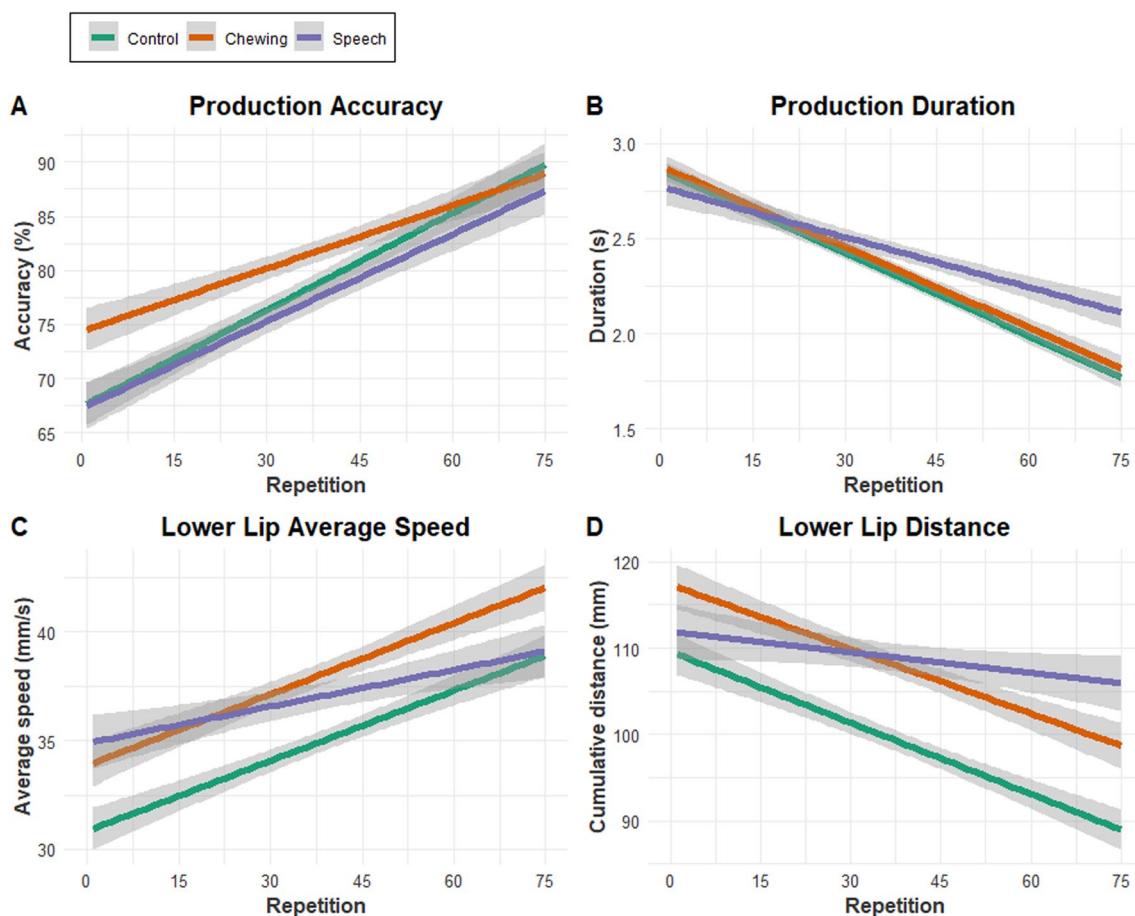 Control Chewing Speech
A Production Accuracy
90
85
80
75
70
65
Accuracy (%)
0 15 30 45 60 75
Repetition
B Production Duration
3.0
2.5
2.0
1.5
Duration (s)
0 15 30 45 60 75
Repetition
C Lower Lip Average Speed
40
35
30
Average speed (mm/s)
0 15 30 45 60 75
Repetition
D Lower Lip Distance
120
110
100
90
Cumulative distance (mm)
0 15 30 45 60 75
Repetition